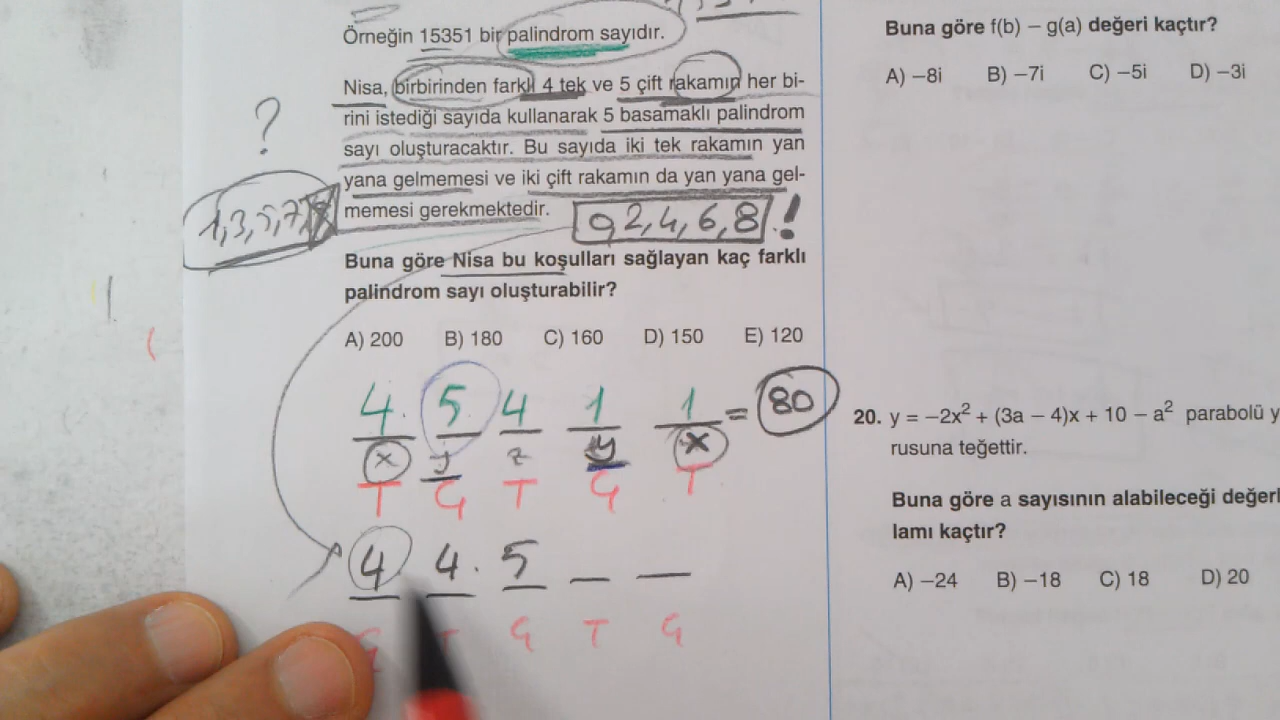 Örneğin 15351 bir palindrom sayıdır.
Nisa, birbirinden farklı 4 tek ve 5 çift rakamın her bi-
rini istediği sayıda kullanarak 5 basamaklı palindrom
sayı oluşturacaktır. Bu sayıda iki tek rakamın yan
yana gelmemesi ve iki çift rakamın da yan yana gel-
memesi gerekmektedir.
?
1,3,5,7
0,2,4,6,8 !
Buna göre Nisa bu koşulları sağlayan kaç farklı
palindrom sayı oluşturabilir?
A) 200 B) 180 C) 160 D) 150 E) 120
4 . 5 4 1 1 = 80
x y z y x
T Ç T Ç T
4 4 . 5
Ç T Ç T Ç
Buna göre f(b) – g(a) değeri kaçtır?
A) –8i B) –7i C) –5i D) –3i
20. y = –2x² + (3a – 4)x + 10 – a² parabolü y
rusuna teğettir.
Buna göre a sayısının alabileceği değerl
lamı kaçtır?
A) –24 B) –18 C) 18 D) 20